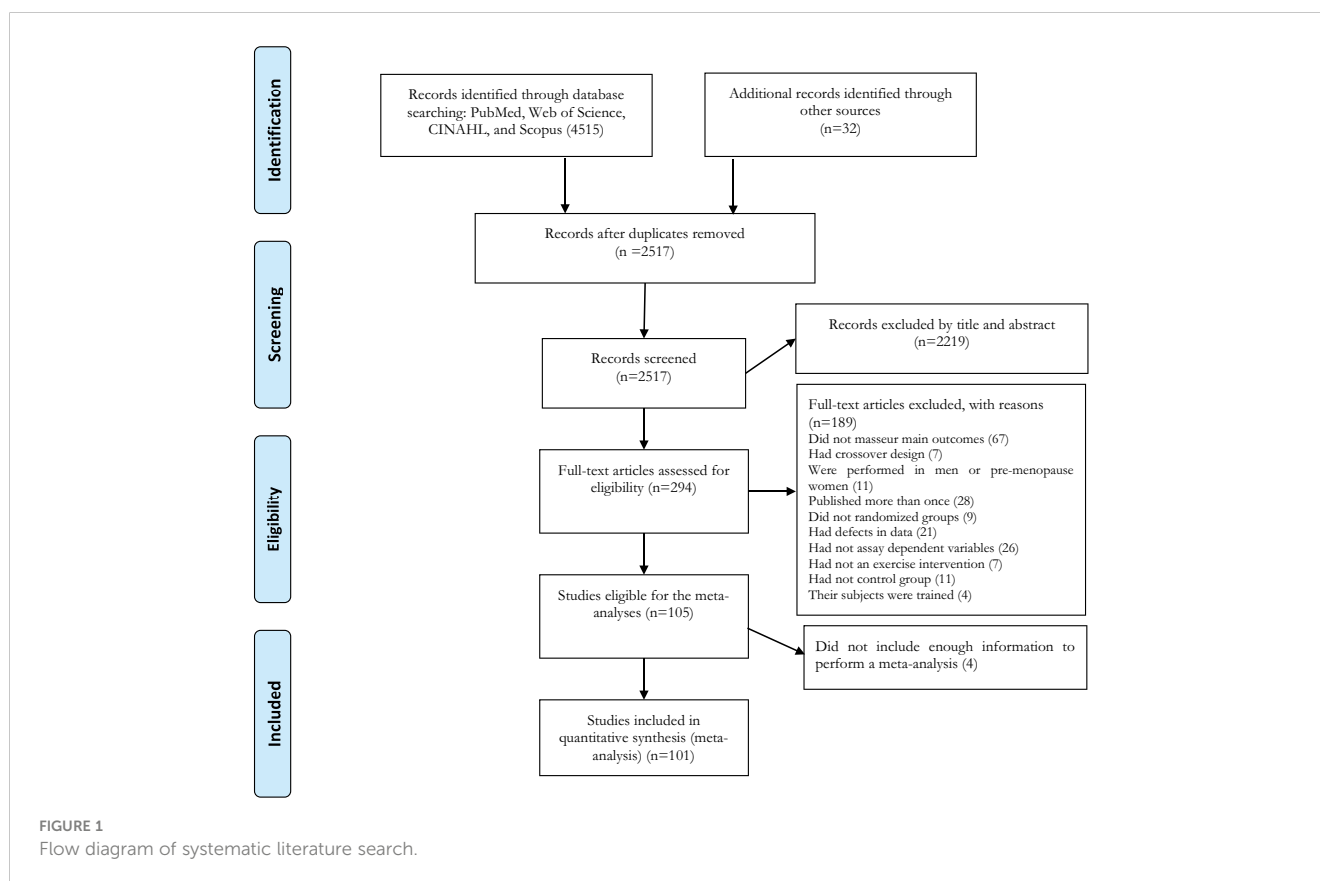 Identification
Records identified through database
searching: PubMed, Web of Science,
CINAHL, and Scopus (4515)
Additional records identified through
other sources
(n=32)
Records after duplicates removed
(n =2517)
Screening
Records screened
(n=2517)
Records excluded by title and abstract
(n=2219)
Eligibility
Full-text articles assessed for
eligibility (n=294)
Full-text articles excluded, with reasons
(n=189)
Did not masseur main outcomes (67)
Had crossover design (7)
Were performed in men or pre-menopause
women (11)
Published more than once (28)
Did not randomized groups (9)
Had defects in data (21)
Had not assay dependent variables (26)
Had not an exercise intervention (7)
Had not control group (11)
Their subjects were trained (4)
Studies eligible for the meta-
analyses (n=105)
Did not include enough information to
perform a meta-analysis (4)
Included
Studies included in
quantitative synthesis (meta-
analysis) (n=101)
FIGURE 1
Flow diagram of systematic literature search.